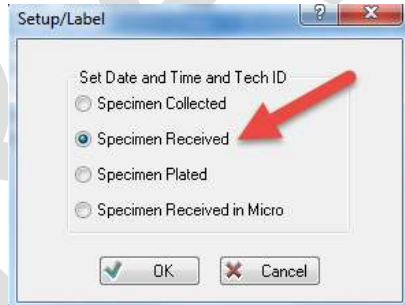 Setup/Label
? X
Set Date and Time and Tech ID
Specimen Collected
Specimen Received
Specimen Plated
Specimen Received in Micro
OK Cancel